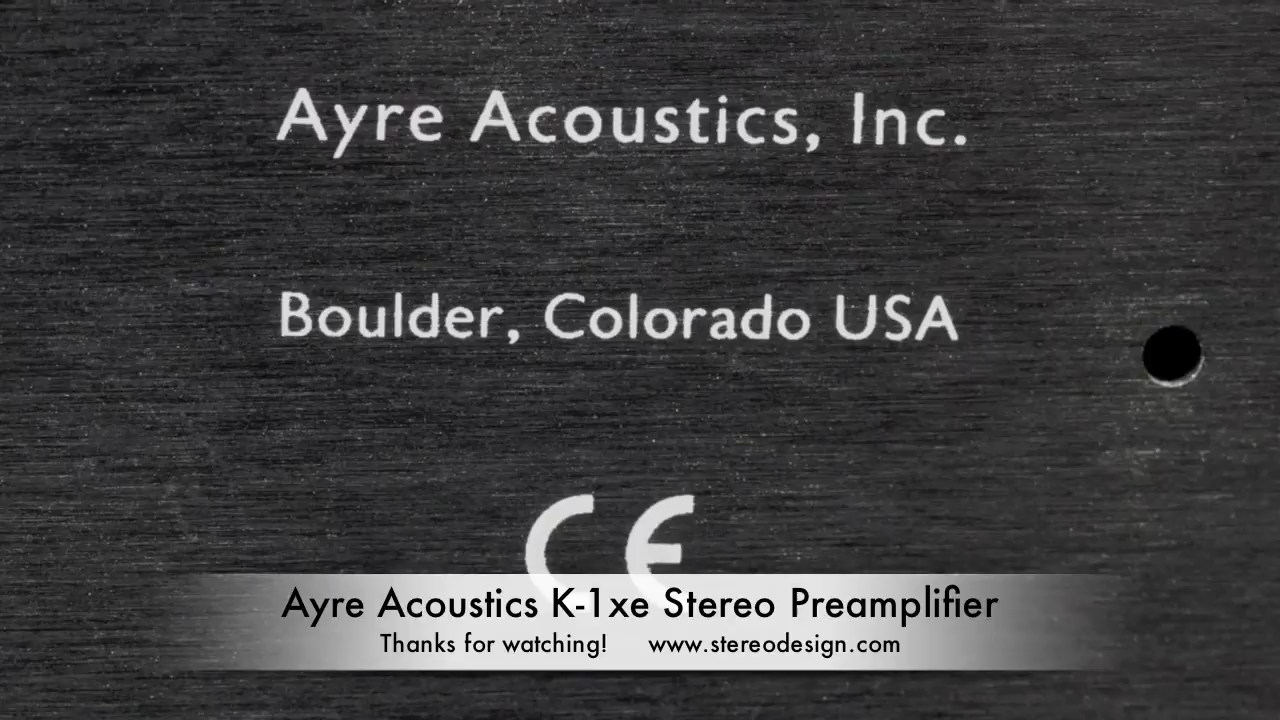 Ayre Acoustics, Inc.
Boulder, Colorado USA
CE
Ayre Acoustics K-1xe Stereo Preamplifier
Thanks for watching! www.stereodesign.com